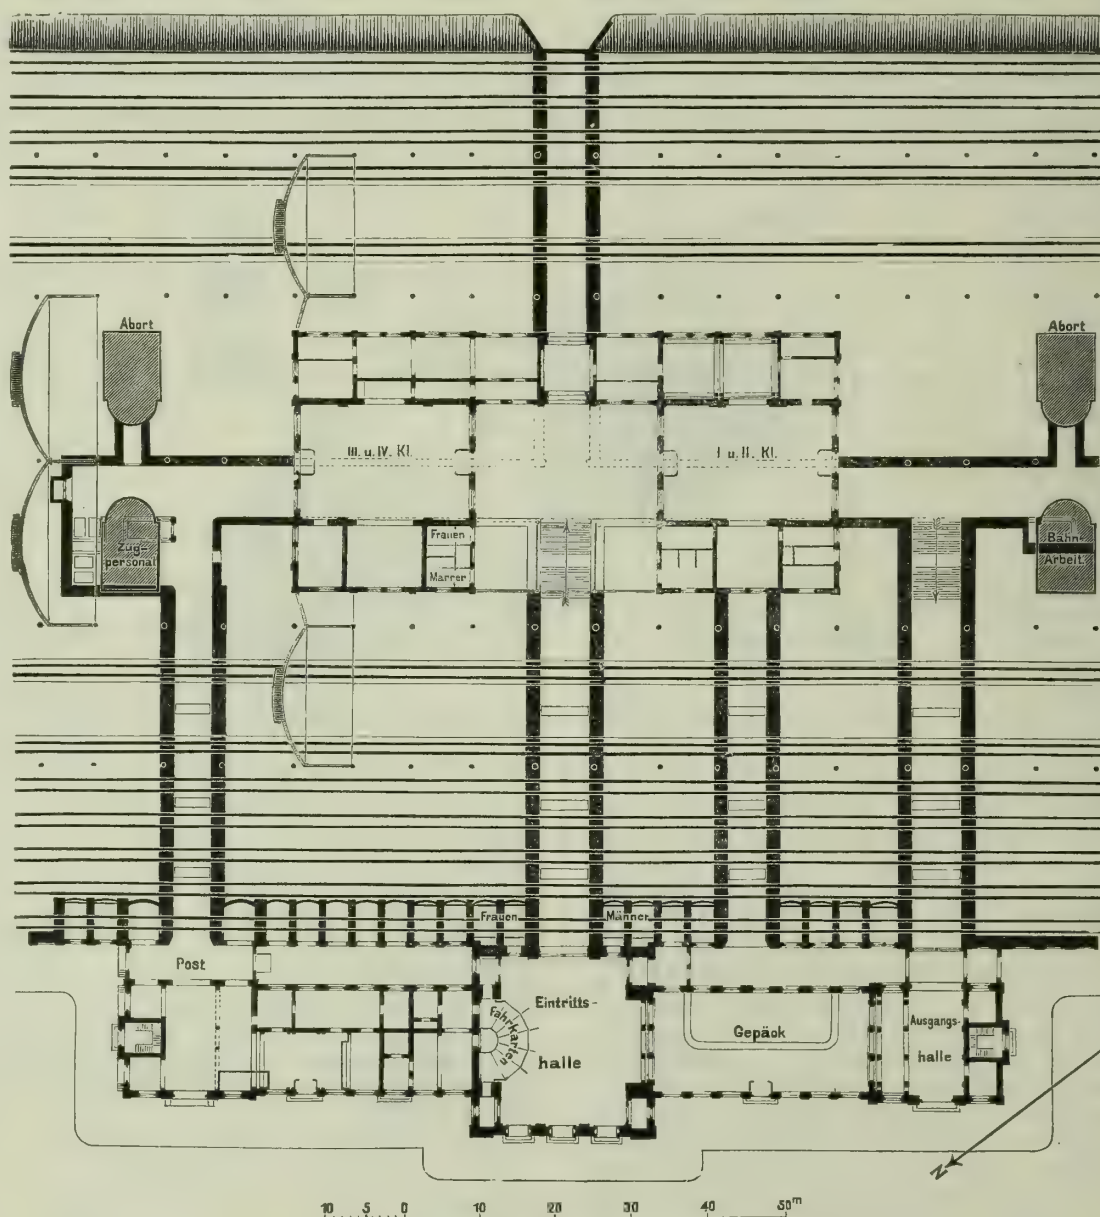 Abort
Abort
III. u. IV. Kl.
I u. II. Kl.
Frauen
Männer
Zug-
personal
Bahn-
Arbeit.
Frauen
Männer
Post
Fahrkarten
Eintritts-
halle
Gepäck
Ausgangs-
halle
N
10 5 0 10 20 30 40 50m